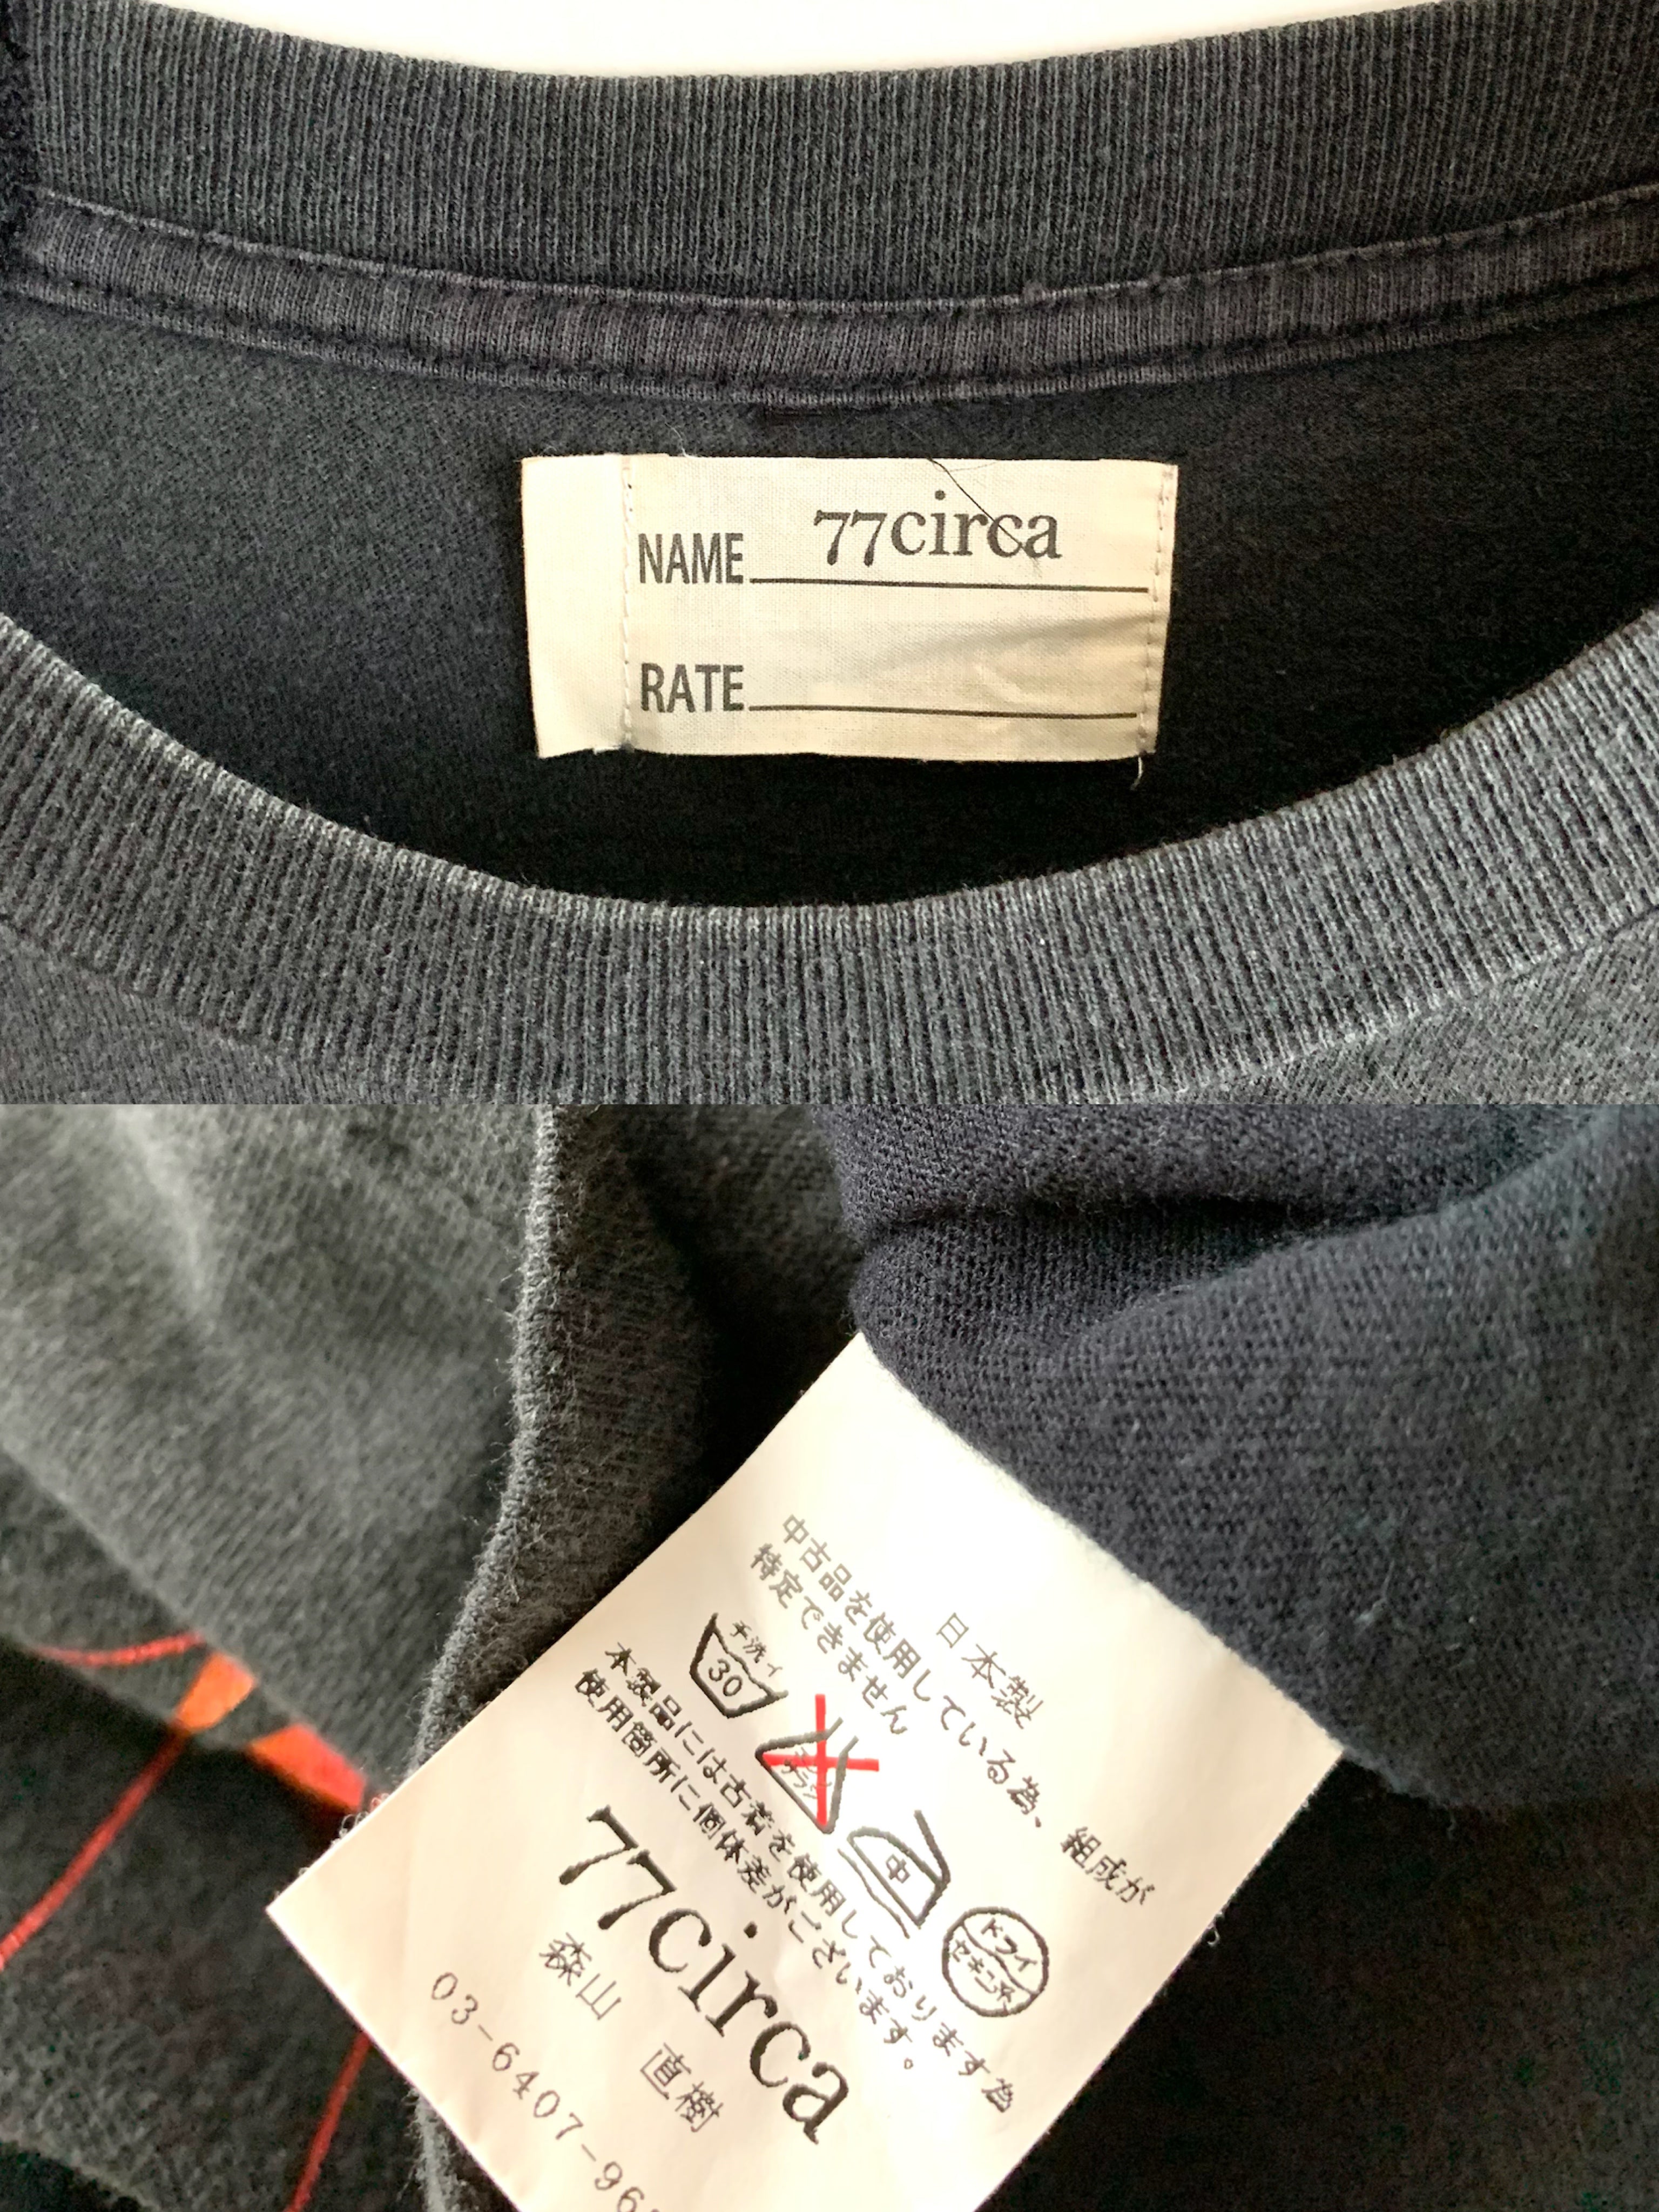 NAME 77circa
RATE
日本製
中古品を使用している為、組成が
特定できません
手洗イ
30
中
ドライ
セキユ系
本製品には古着を使用しております為
使用箇所に個体差がございます。
77circa
森山 直樹
03-6407-96